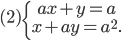 (2) { ax + y = a
x + ay = a².